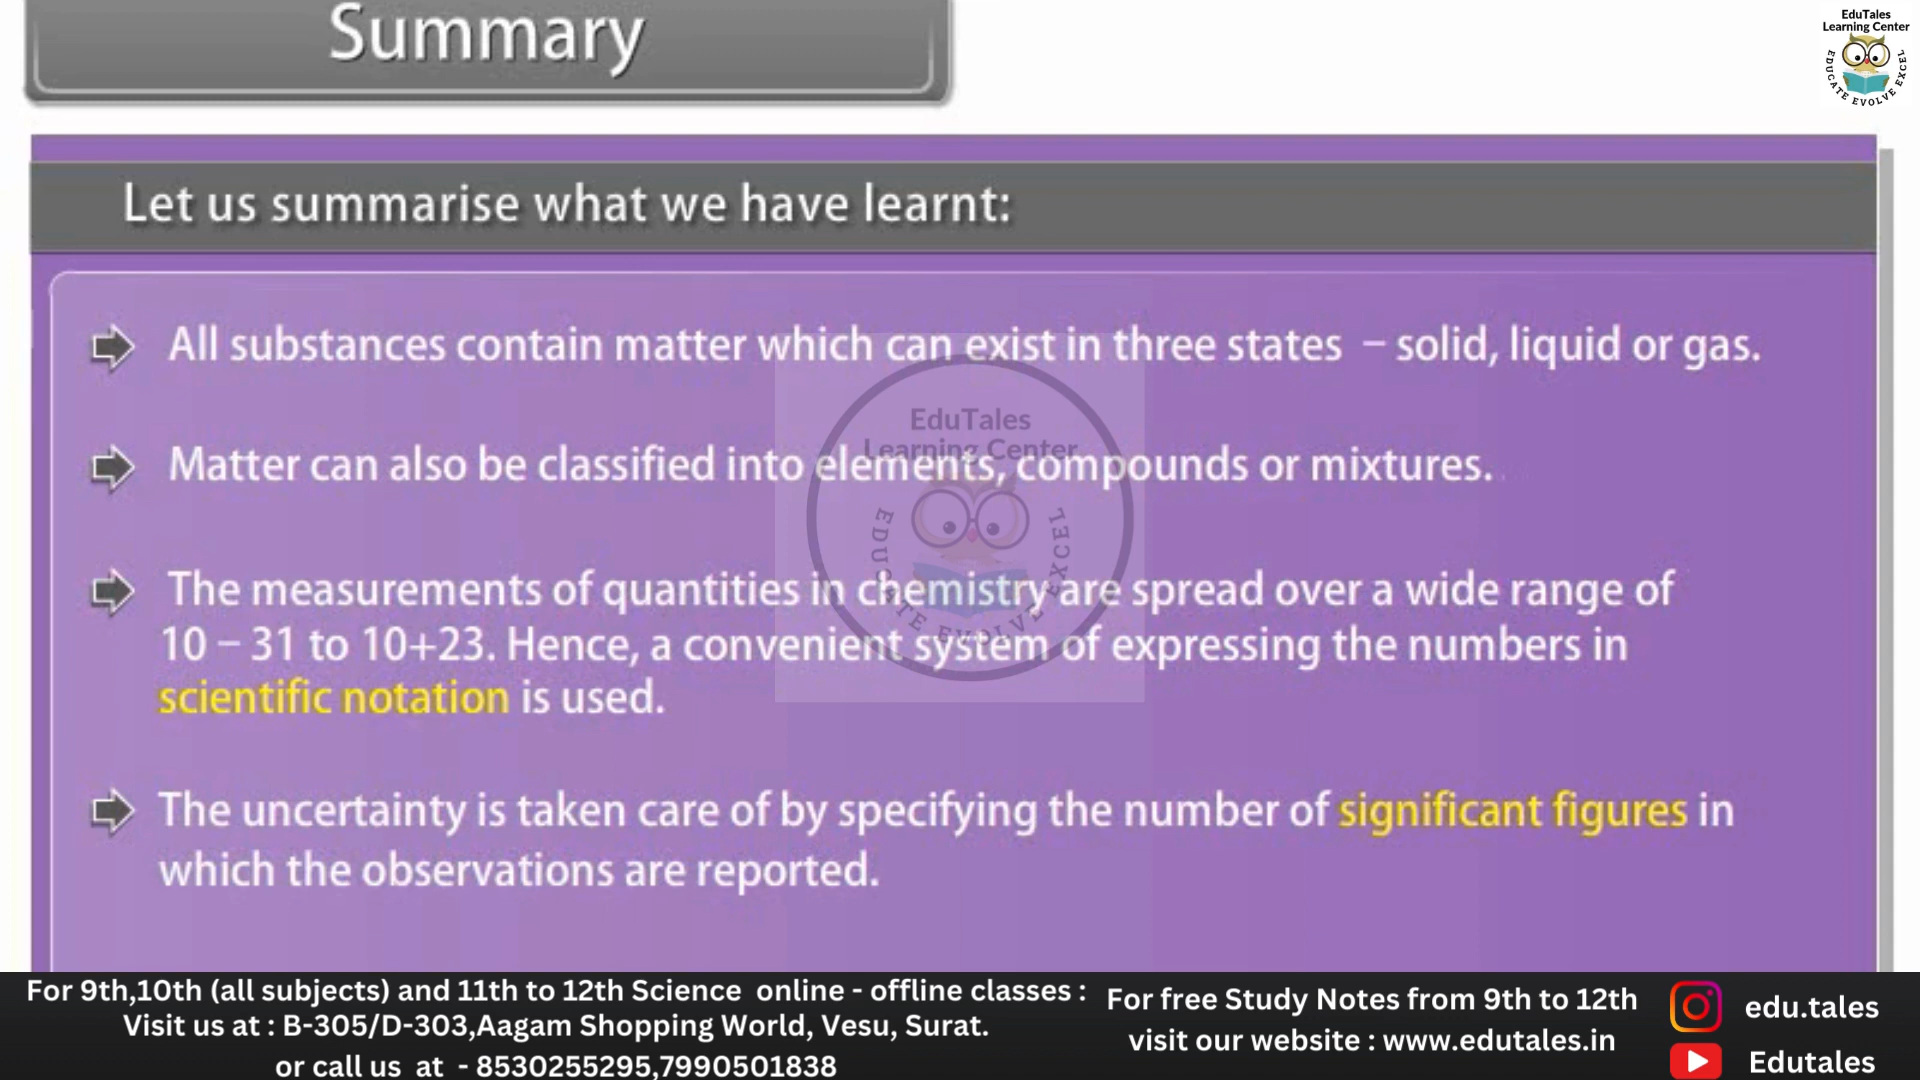 Summary
EduTales
Learning Center
EDUCATE EVOLVE EXCEL
Let us summarise what we have learnt:
All substances contain matter which can exist in three states – solid, liquid or gas.
Matter can also be classified into elements, compounds or mixtures.
The measurements of quantities in chemistry are spread over a wide range of
10 – 31 to 10+23. Hence, a convenient system of expressing the numbers in
scientific notation is used.
The uncertainty is taken care of by specifying the number of significant figures in
which the observations are reported.
EduTales
Learning Center
EDUCATE EVOLVE EXCEL
For 9th,10th (all subjects) and 11th to 12th Science online - offline classes :
Visit us at : B-305/D-303,Aagam Shopping World, Vesu, Surat.
or call us at - 8530255295,7990501838
For free Study Notes from 9th to 12th
visit our website : www.edutales.in
edu.tales
Edutales